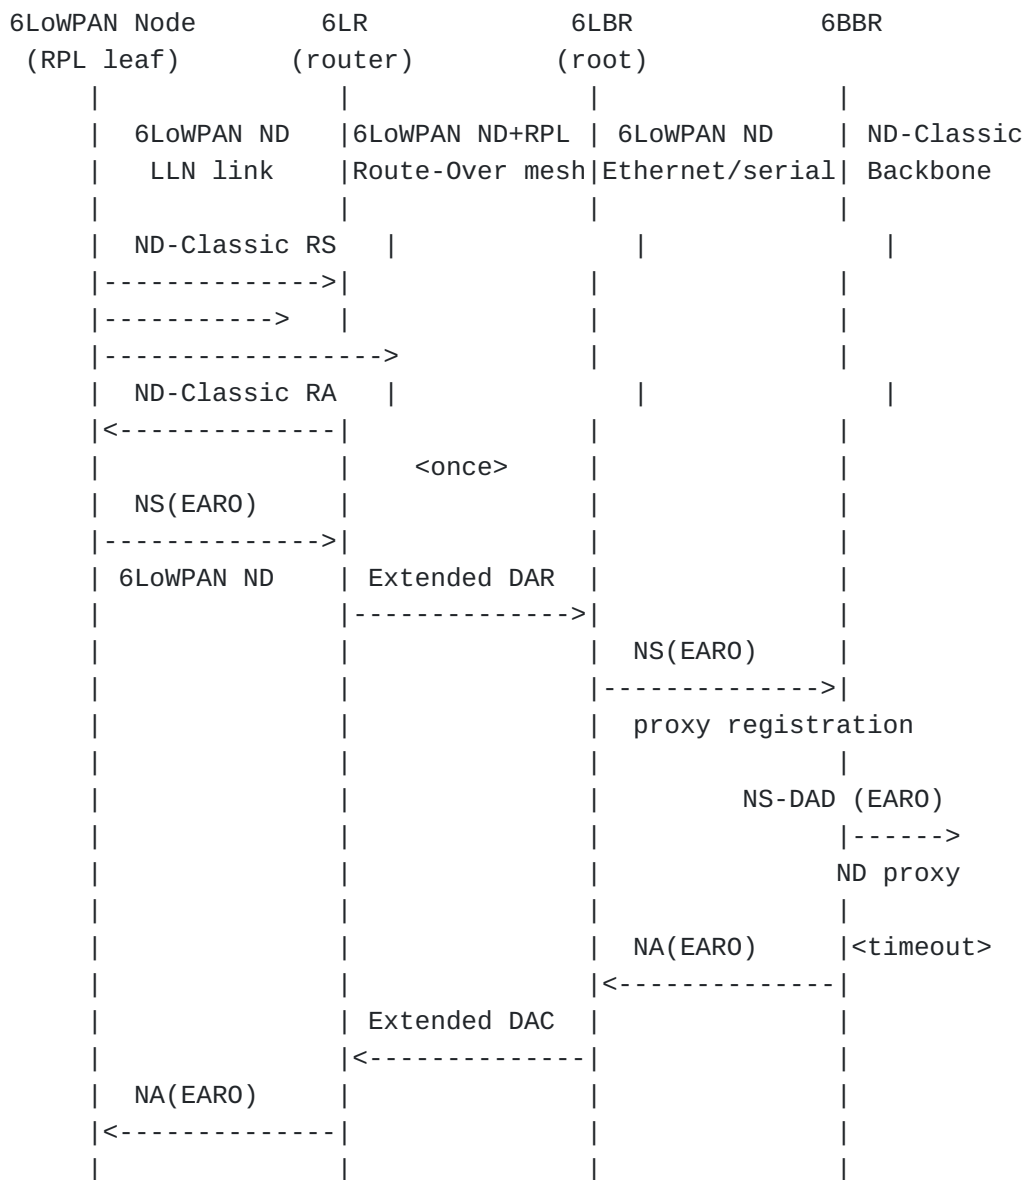 6LoWPAN Node        6LR             6LBR            6BBR
 (RPL leaf)       (router)         (root)
     |               |               |               |
     |  6LoWPAN ND   |6LoWPAN ND+RPL | 6LoWPAN ND    | ND-Classic
     |   LLN link    |Route-Over mesh|Ethernet/serial| Backbone
     |               |               |               |
     |  ND-Classic RS   |               |               |
     |-------------->|               |               |
     |----------->   |               |               |
     |------------------>            |               |
     |  ND-Classic RA   |               |               |
     |<--------------|               |               |
     |               |    <once>     |               |
     |  NS(EARO)     |               |               |
     |-------------->|               |               |
     | 6LoWPAN ND    | Extended DAR  |               |
     |               |-------------->|               |
     |               |               |  NS(EARO)     |
     |               |               |-------------->|
     |               |               |  proxy registration
     |               |               |               |
     |               |               |         NS-DAD (EARO)
     |               |               |               |------>
     |               |               |               ND proxy
     |               |               |               |
     |               |               |  NA(EARO)     |<timeout>
     |               |               |<--------------|
     |               | Extended DAC  |               |
     |               |<--------------|               |
     |  NA(EARO)     |               |               |
     |<--------------|               |               |
     |               |               |               |